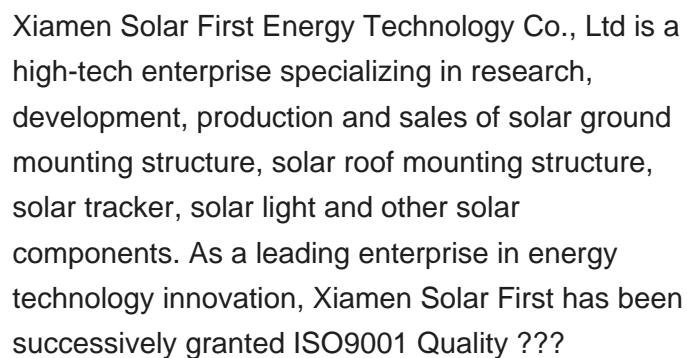 Xiamen Solar First Energy Technology Co., Ltd is a
high-tech enterprise specializing in research,
development, production and sales of solar ground
mounting structure, solar roof mounting structure,
solar tracker, solar light and other solar
components. As a leading enterprise in energy
technology innovation, Xiamen Solar First has been
successively granted ISO9001 Quality ???